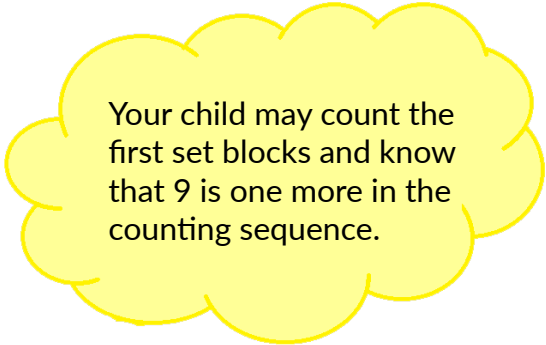 Your child may count the
first set blocks and know
that 9 is one more in the
counting sequence.